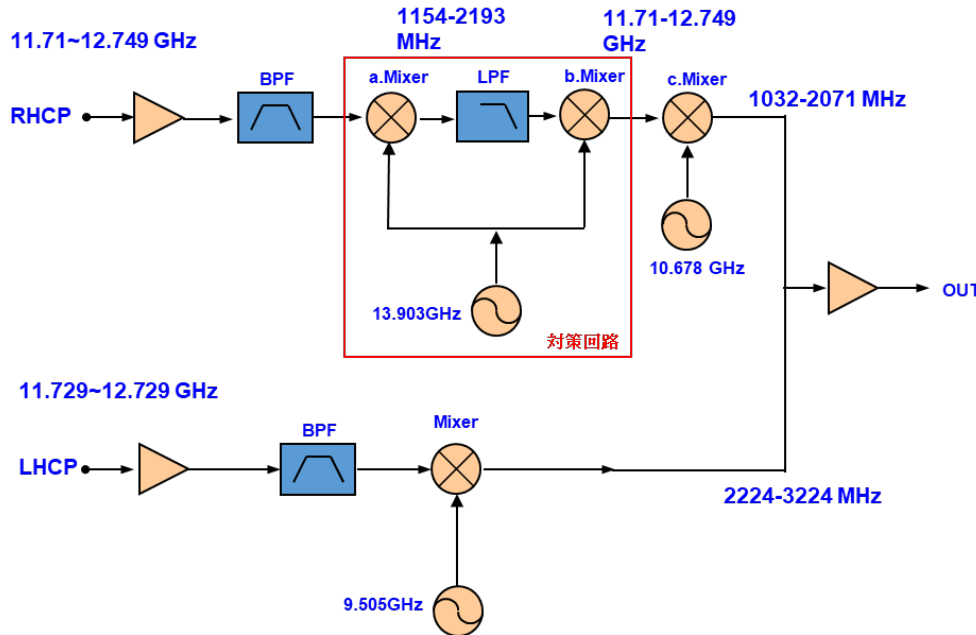 1154-2193
MHz
11.71-12.749
GHz
11.71~12.749 GHz
BPF
a.Mixer
LPF
b.Mixer
c.Mixer
1032-2071 MHz
RHCP
10.678 GHz
13.903GHz
対策回路
OUT
11.729~12.729 GHz
BPF
Mixer
LHCP
2224-3224 MHz
9.505GHz